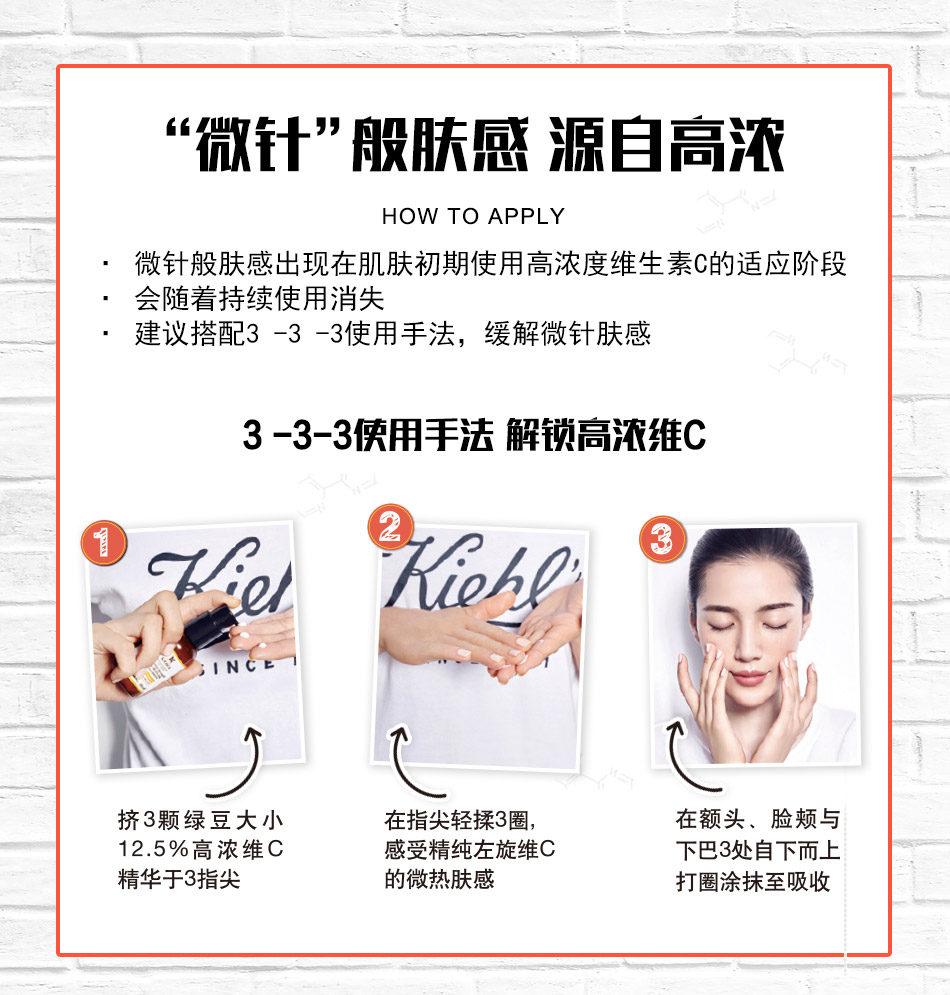 “微针”般肤感 源自高浓
HOW TO APPLY
· 微针般肤感出现在肌肤初期使用高浓度维生素C的适应阶段
· 会随着持续使用消失
· 建议搭配3 -3 -3使用手法，缓解微针肤感
3 -3-3使用手法 解锁高浓维C
1
2
3
Kiehl
SINCE
Kiehl's
挤3颗绿豆大小
12.5%高浓维C
精华于3指尖
在指尖轻揉3圈，
感受精纯左旋维C
的微热肤感
在额头、脸颊与
下巴3处自下而上
打圈涂抹至吸收